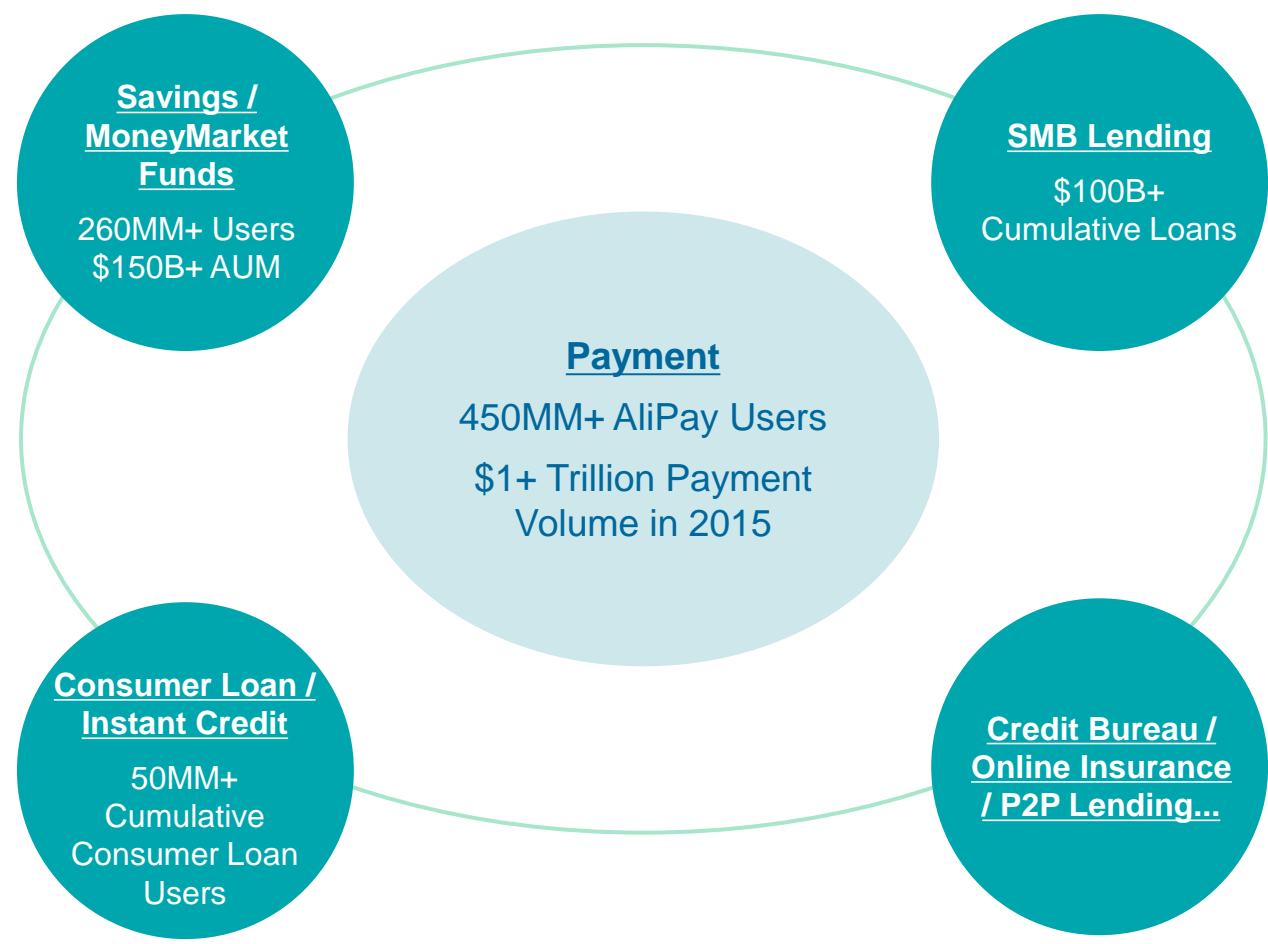 Savings /
MoneyMarket
Funds
260MM+ Users
$150B+ AUM
SMB Lending
$100B+
Cumulative Loans
Payment
450MM+ AliPay Users
$1+ Trillion Payment
Volume in 2015
Consumer Loan /
Instant Credit
50MM+
Cumulative
Consumer Loan
Users
Credit Bureau /
Online Insurance
/ P2P Lending...